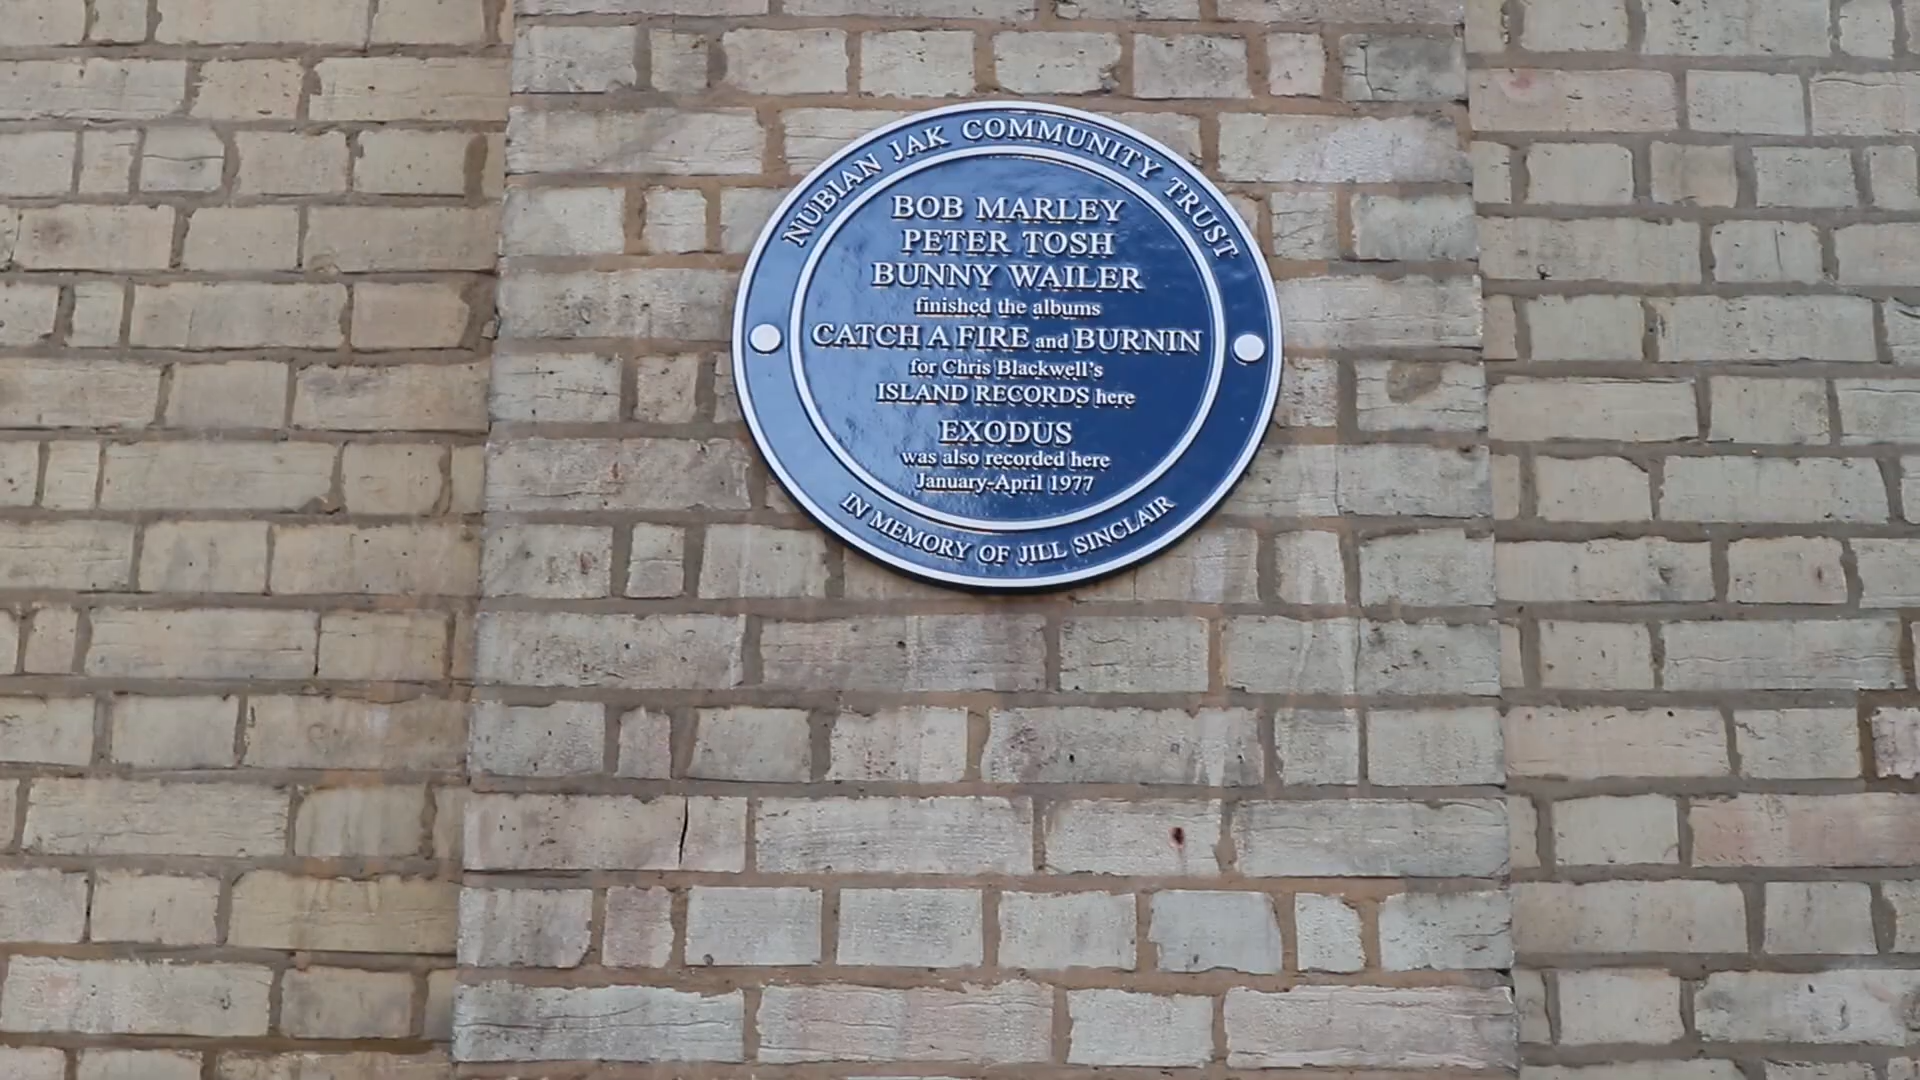 NUBIAN JAK COMMUNITY TRUST
BOB MARLEY
PETER TOSH
BUNNY WAILER
finished the albums
CATCH A FIRE and BURNIN
for Chris Blackwell's
ISLAND RECORDS here
EXODUS
was also recorded here
January-April 1977
IN MEMORY OF JILL SINCLAIR